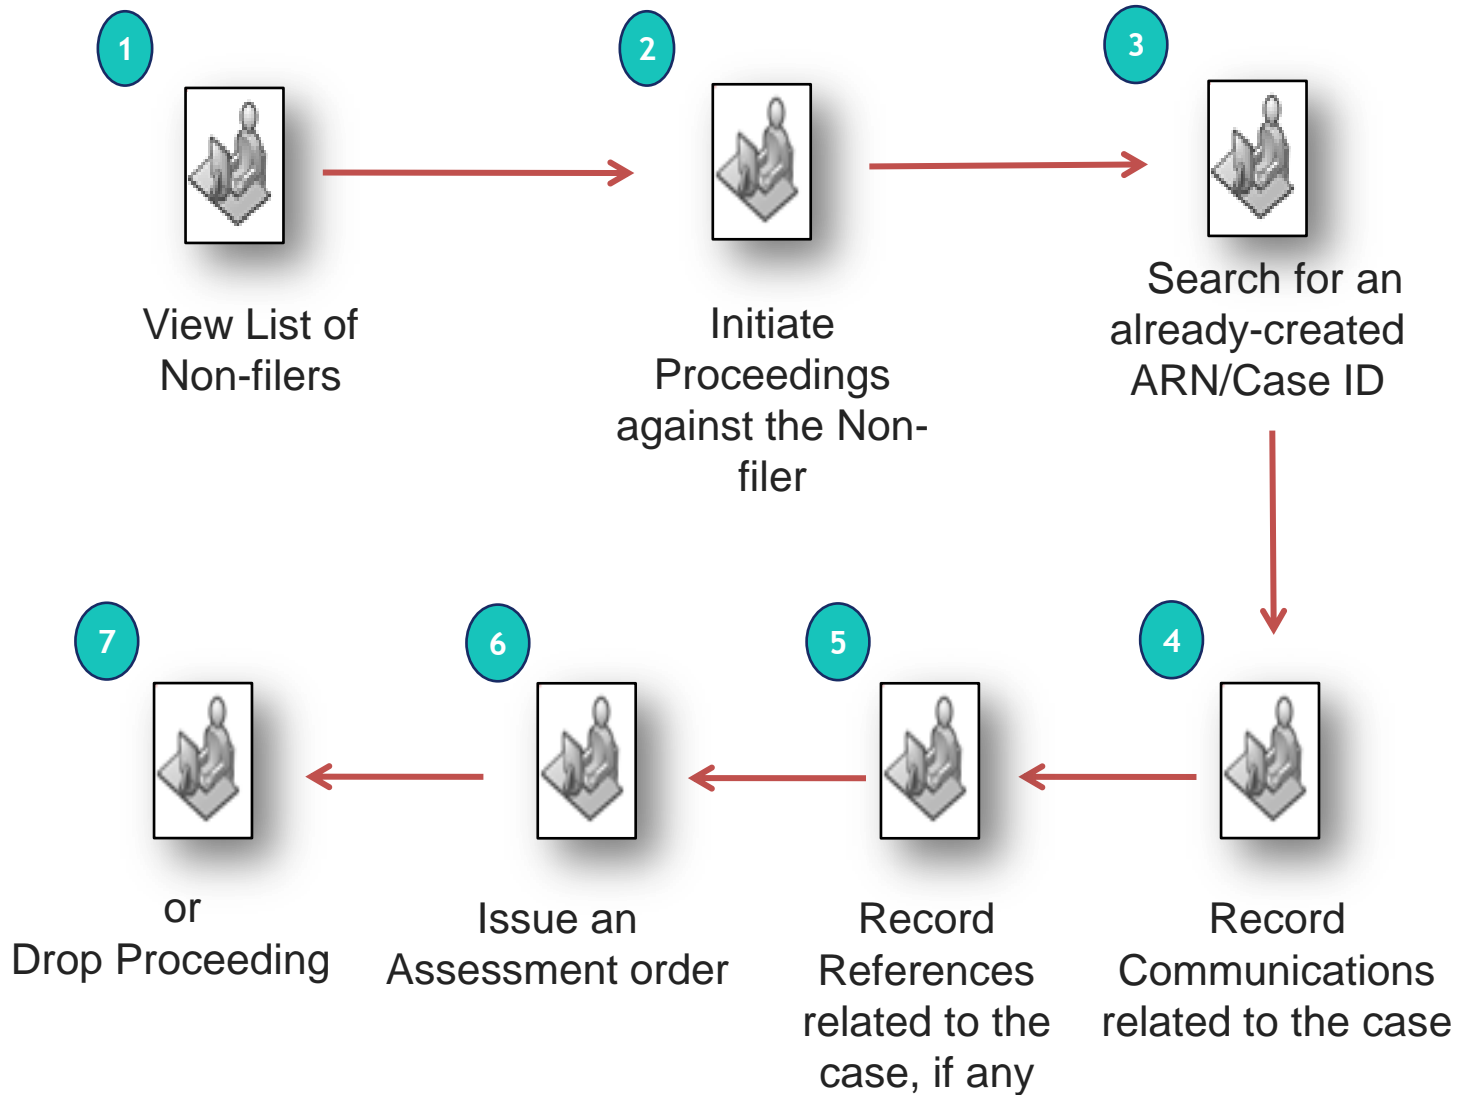 1
View List of
Non-filers
2
Initiate
Proceedings
against the Non-
filer
3
Search for an
already-created
ARN/Case ID
4
Record
Communications
related to the case
5
Record
References
related to the
case, if any
6
Issue an
Assessment order
7
or
Drop Proceeding